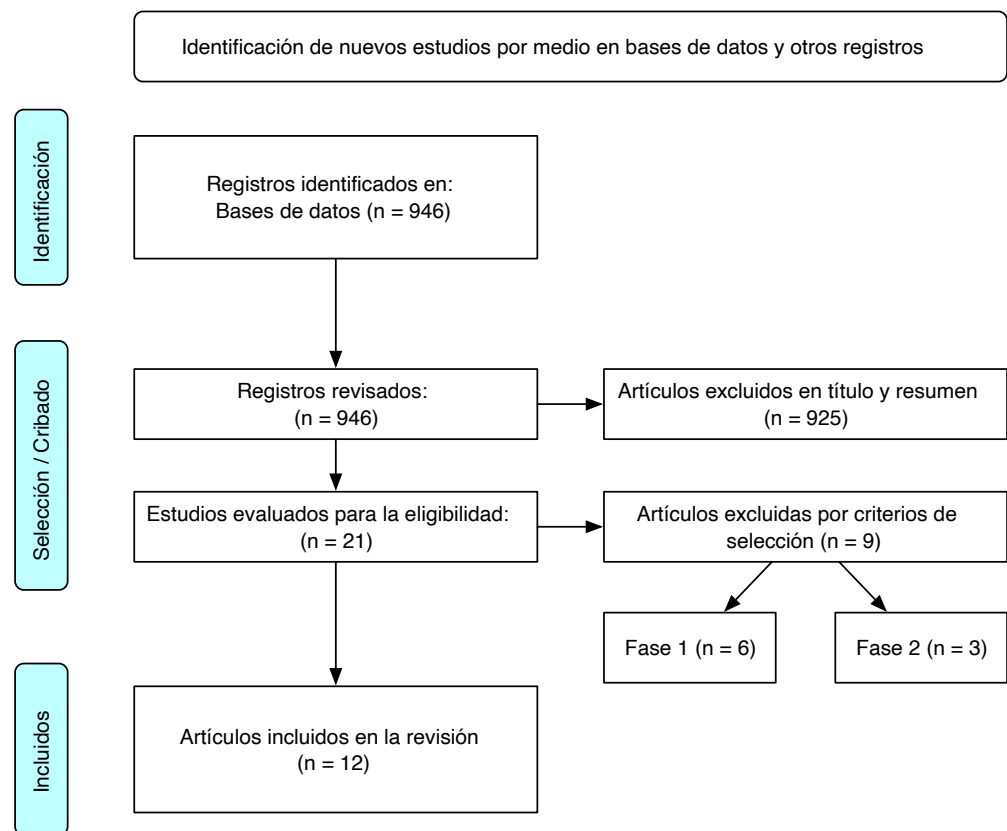 Identificación de nuevos estudios por medio en bases de datos y otros registros
Identificación
Registros identificados en:
Bases de datos (n = 946)
Selección / Cribado
Registros revisados:
(n = 946)
Artículos excluidos en título y resumen
(n = 925)
Estudios evaluados para la eligibilidad:
(n = 21)
Artículos excluidas por criterios de
selección (n = 9)
Fase 1 (n = 6)
Fase 2 (n = 3)
Incluidos
Artículos incluidos en la revisión
(n = 12)